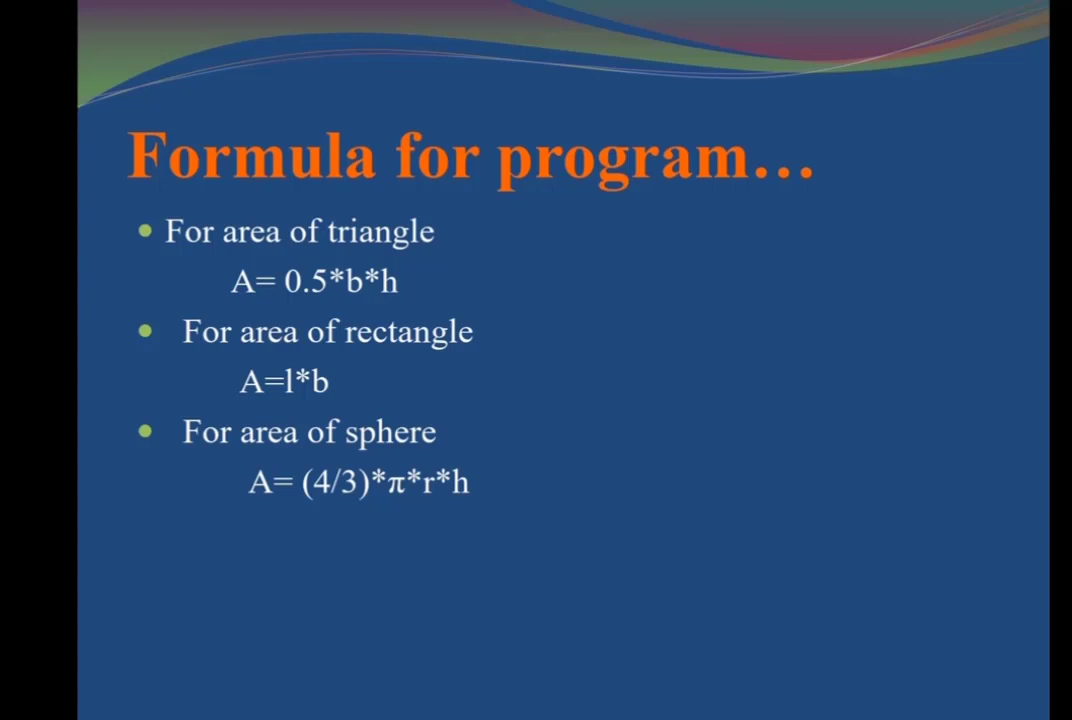 Formula for program...
• For area of triangle
A= 0.5*b*h
• For area of rectangle
A=l*b
• For area of sphere
A= (4/3)*π*r*h